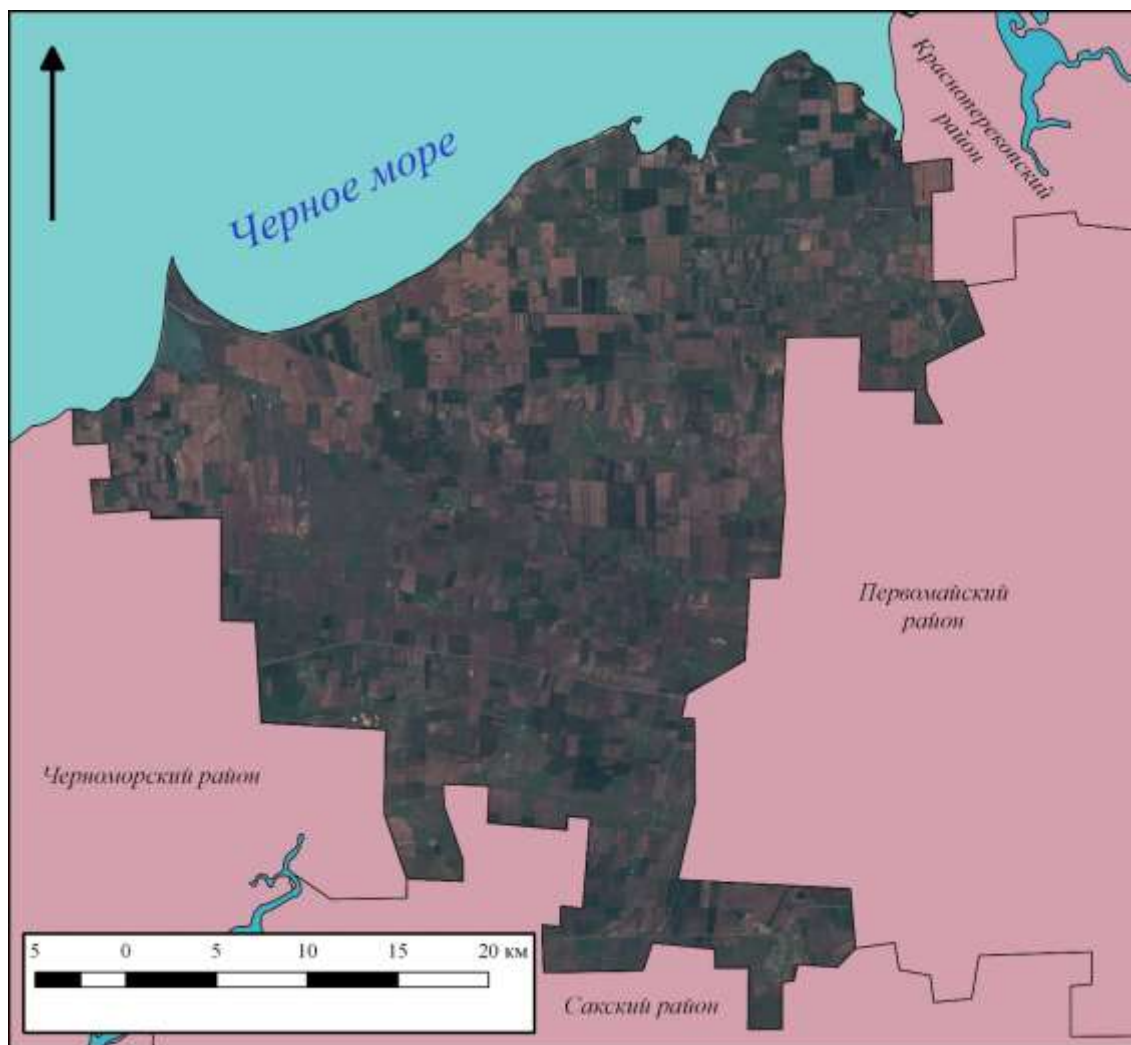 Красноперекопский
район
Черное море
Первомайский
район
Черноморский район
5 0 5 10 15 20 км
Сакский район